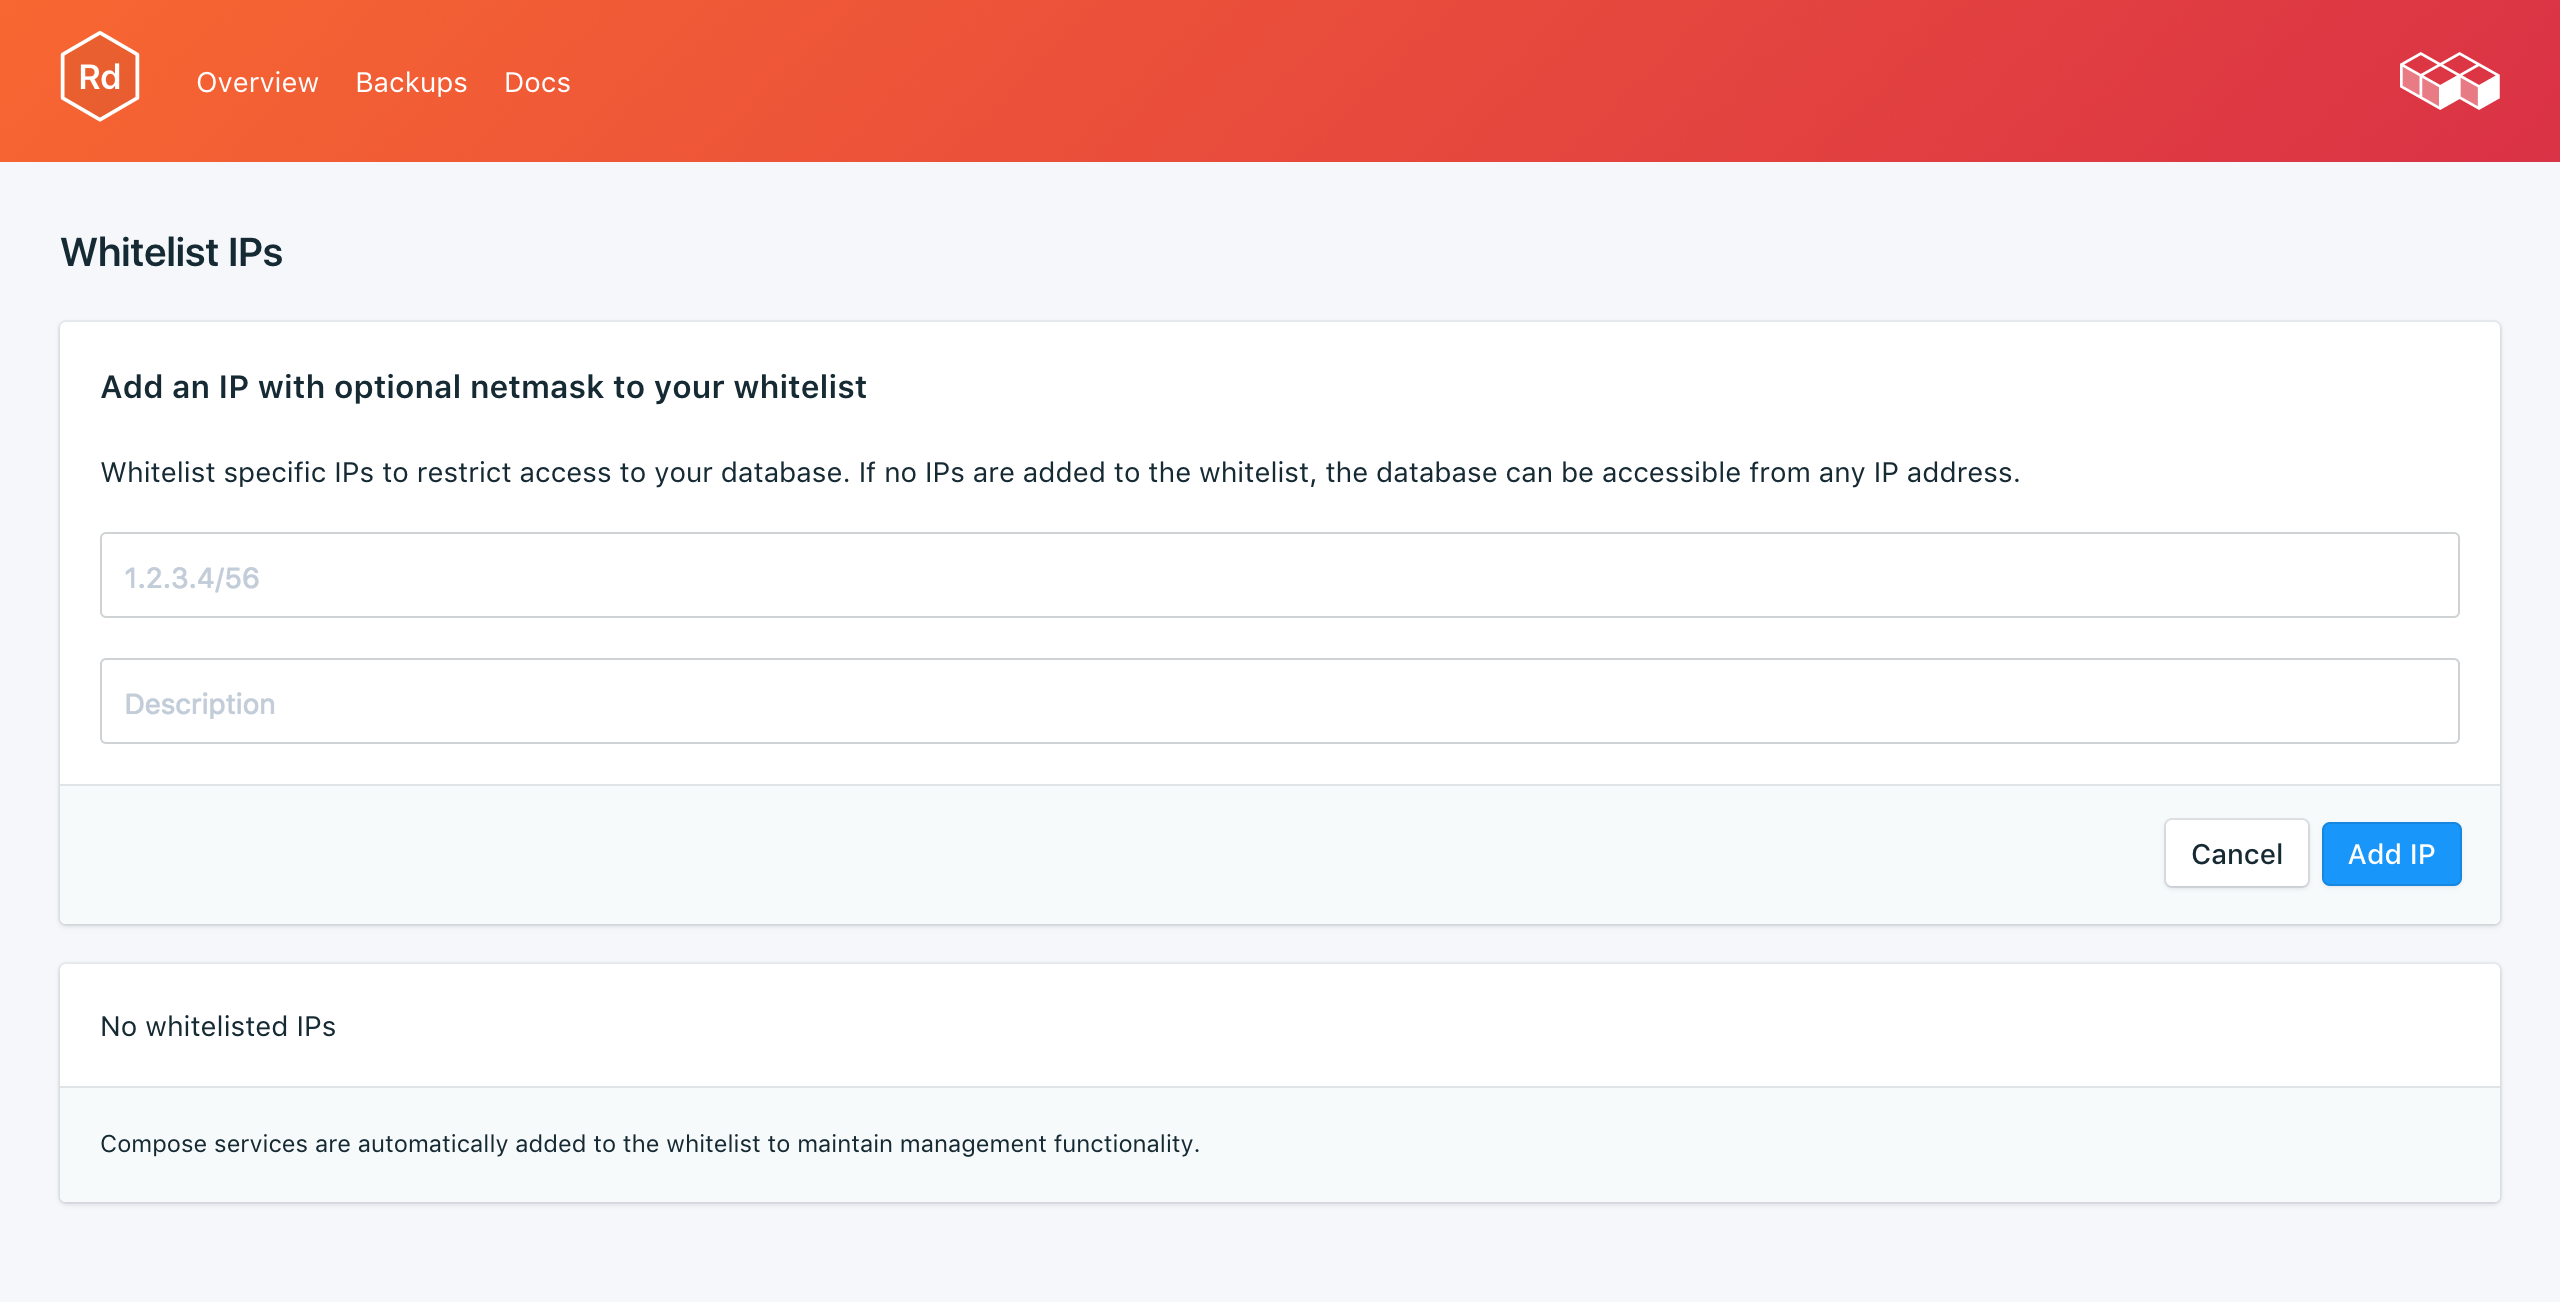 Rd
Overview Backups Docs
Whitelist IPs
Add an IP with optional netmask to your whitelist
Whitelist specific IPs to restrict access to your database. If no IPs are added to the whitelist, the database can be accessible from any IP address.
1.2.3.4/56
Description
Cancel Add IP
No whitelisted IPs
Compose services are automatically added to the whitelist to maintain management functionality.